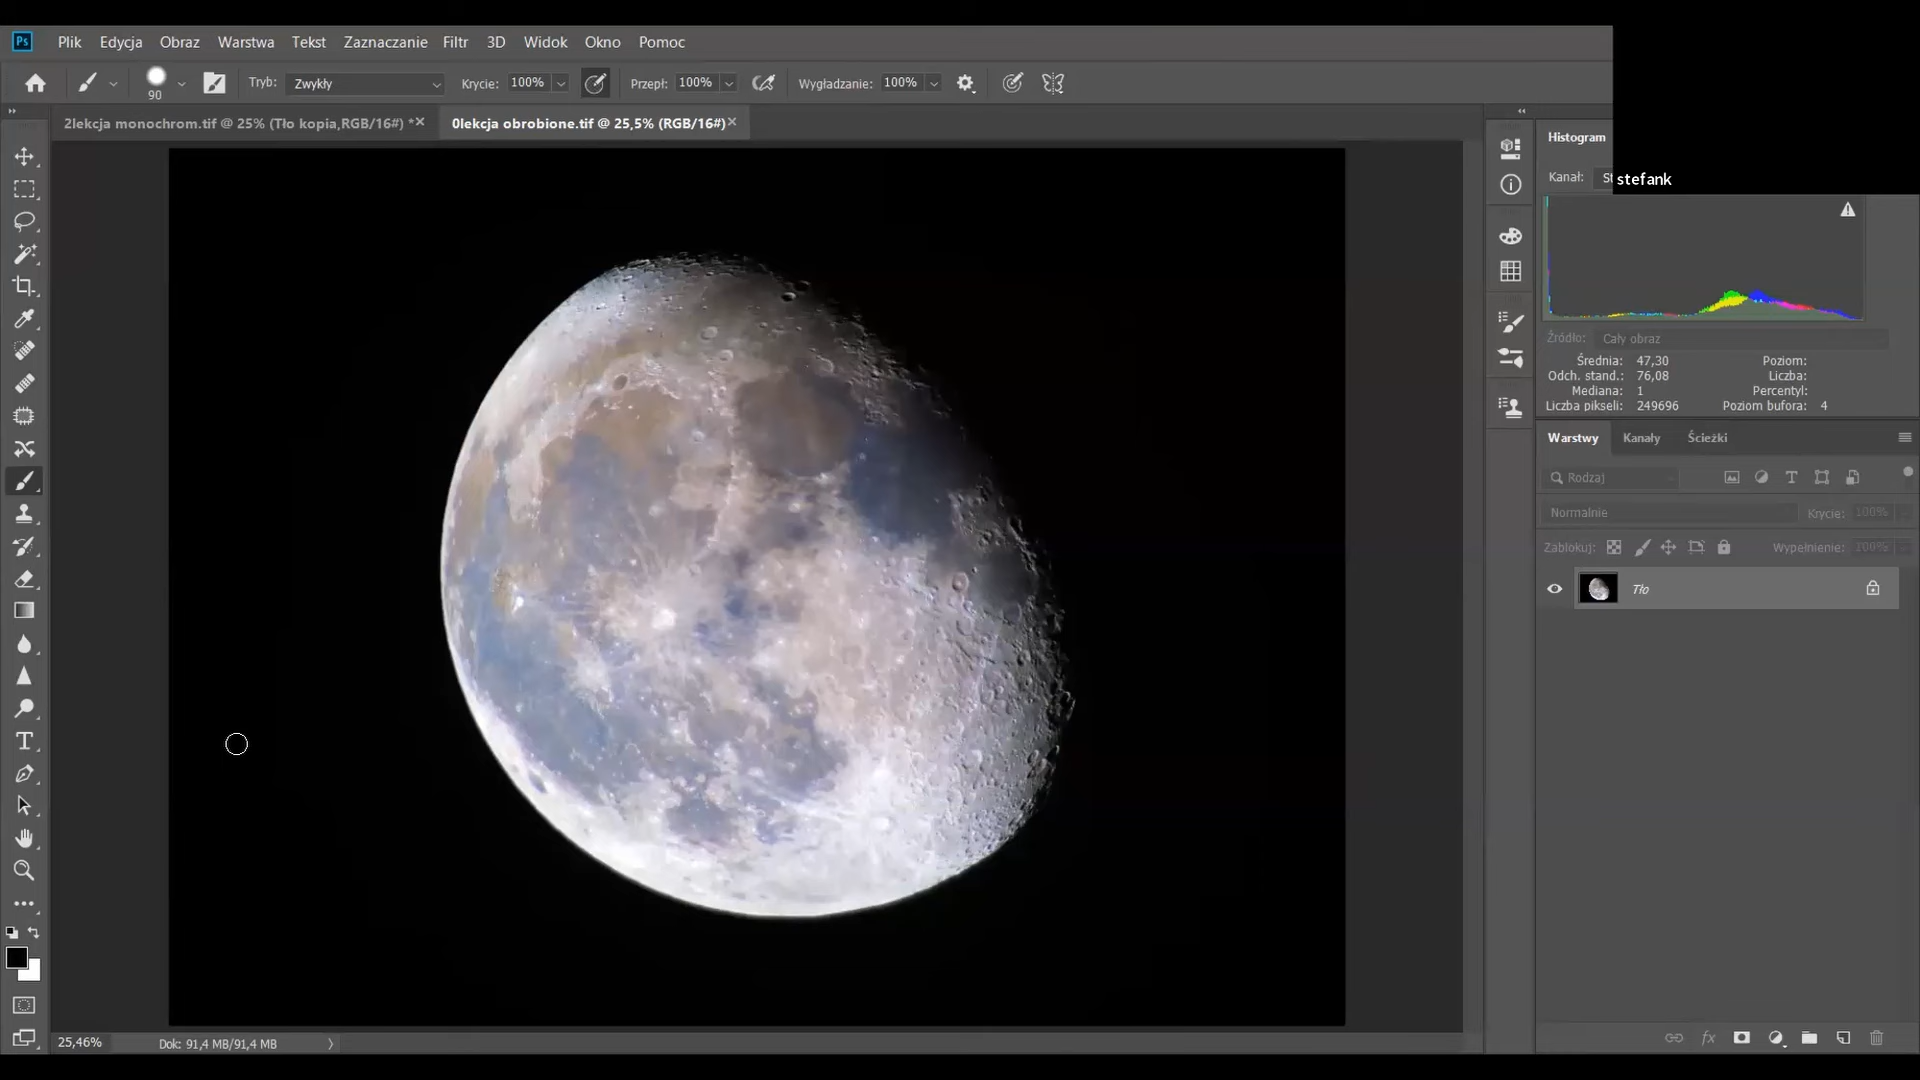 Ps Plik Edycja Obraz Warstwa Tekst Zaznaczanie Filtr 3D Widok Okno Pomoc
90 Tryb: Zwykły Krycie: 100% Przepł: 100% Wygładzanie: 100%
2lekcja monochrom.tif @ 25% (Tło kopia,RGB/16#) * 0lekcja obrobione.tif @ 25,5% (RGB/16#)
Histogram
Kanał: St
stefank
Źródło: Cały obraz
Średnia: 47,30 Poziom:
Odch. stand.: 76,08 Liczba:
Mediana: 1 Percentyl:
Liczba pikseli: 249696 Poziom bufora: 4
Warstwy Kanały Ścieżki
Rodzaj
Normalnie Krycie: 100%
Zablokuj: Wypełnienie: 100%
Tło
25,46% Dok: 91,4 MB/91,4 MB
fx